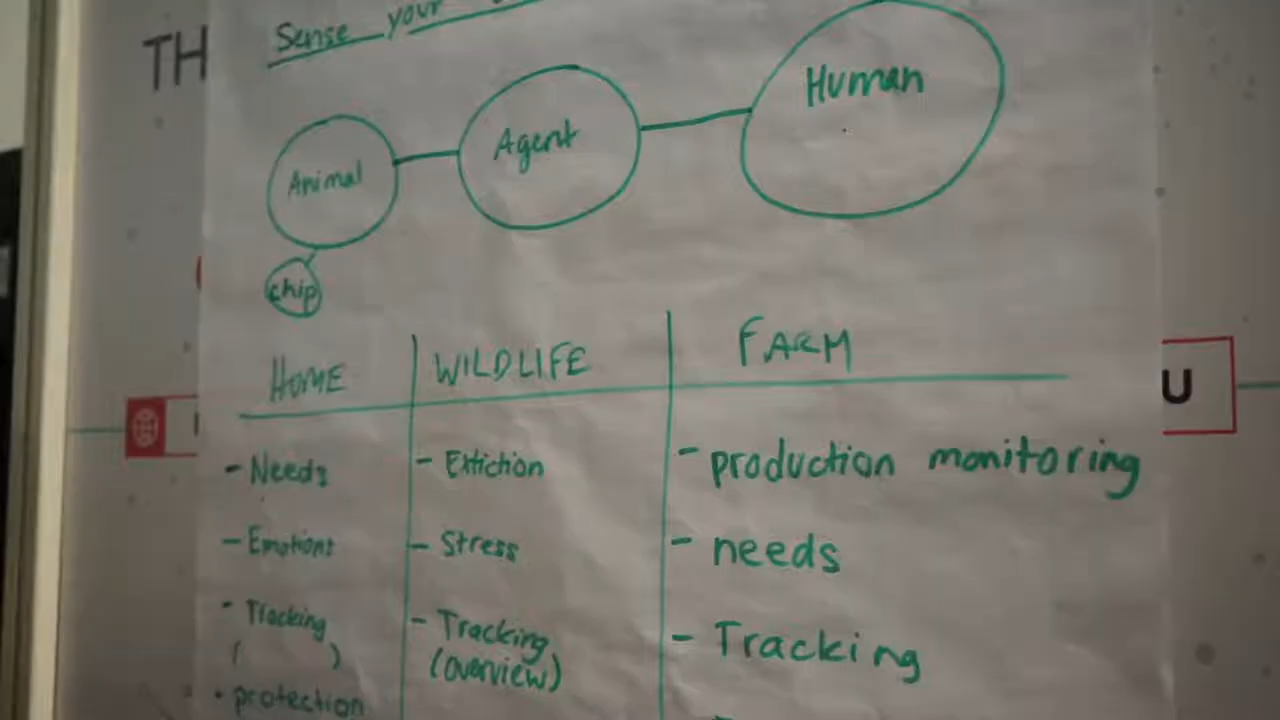 TH
Sense your
Human
Agent
Animal
chip
HOME WILDLIFE FARM
U
- Needs - Extiction - production monitoring
- Emotions - Stress - needs
- Tracking - Tracking - Tracking
( ) (overview)
- protection